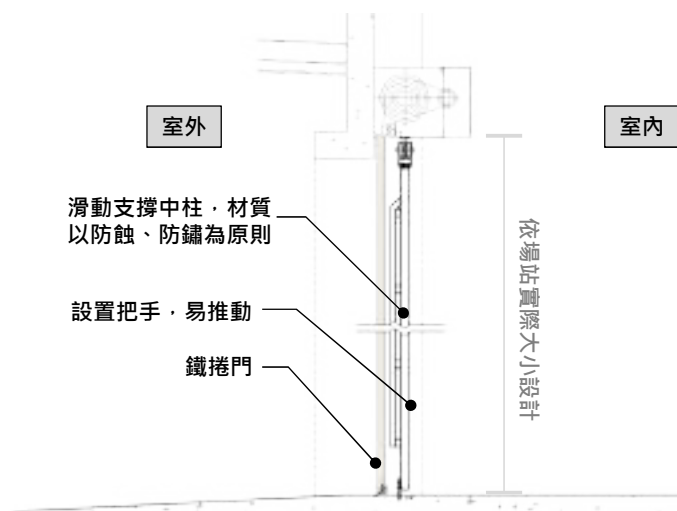 室外
室內
滑動支撐中柱，材質
以防蝕、防鏽為原則
設置把手，易推動
鐵捲門
依場站實際大小設計